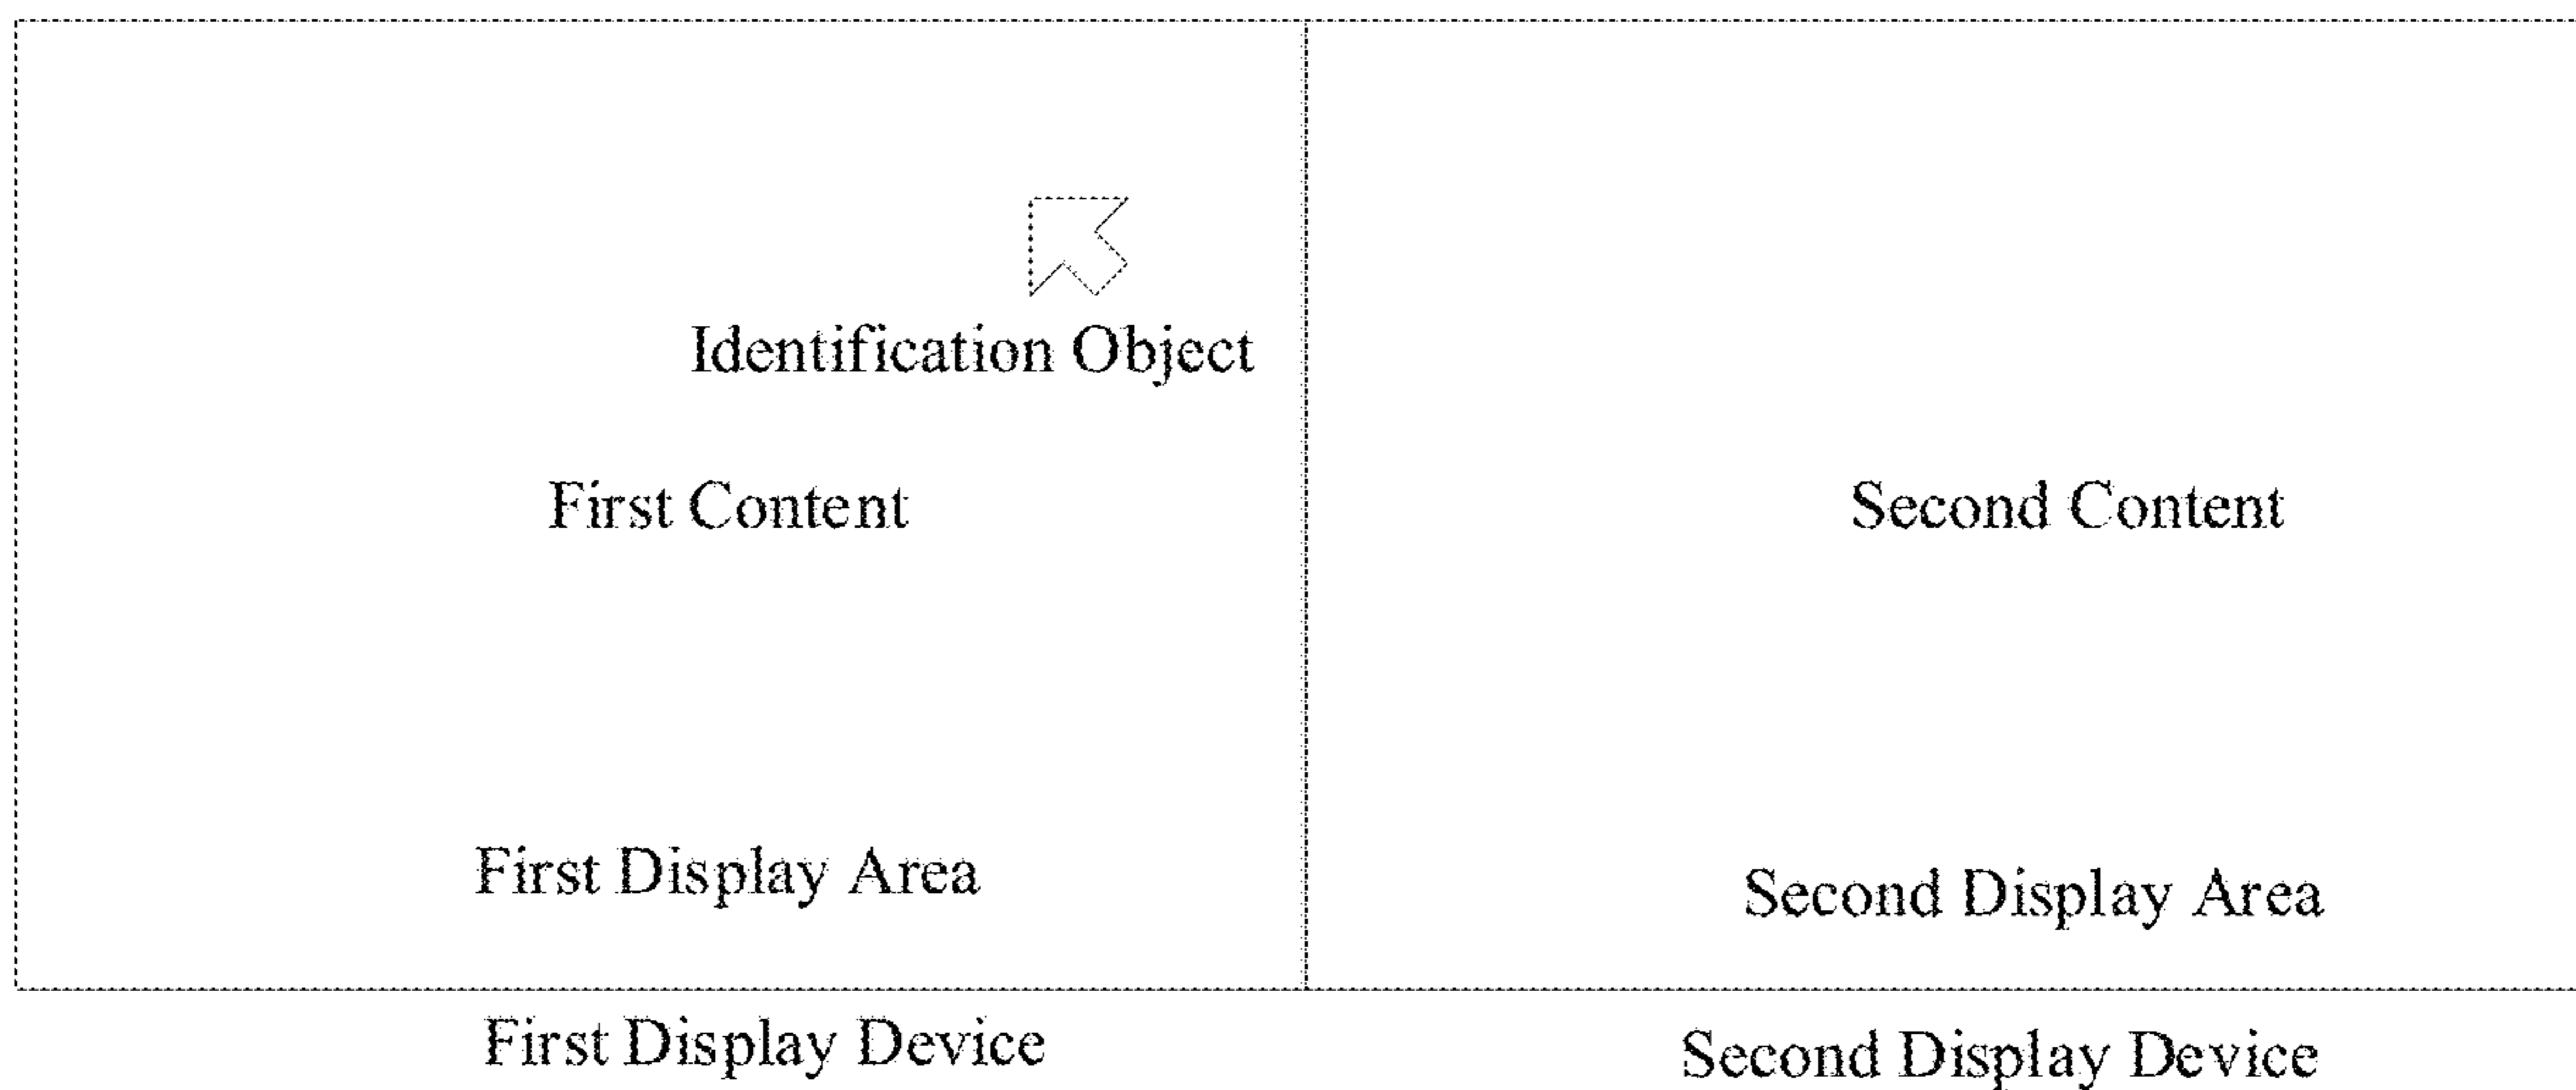 Identification Object
First Content
Second Content
First Display Area
Second Display Area
First Display Device
Second Display Device